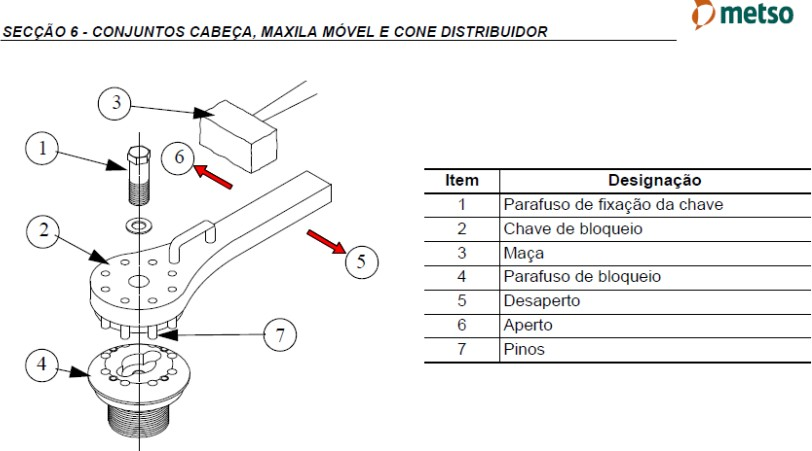 metso
SECÇÃO 6 - CONJUNTOS CABEÇA, MAXILA MÓVEL E CONE DISTRIBUIDOR
3
1
6
2
5
7
4
Item Designação
1 Parafuso de fixação da chave
2 Chave de bloqueio
3 Maça
4 Parafuso de bloqueio
5 Desaperto
6 Aperto
7 Pinos